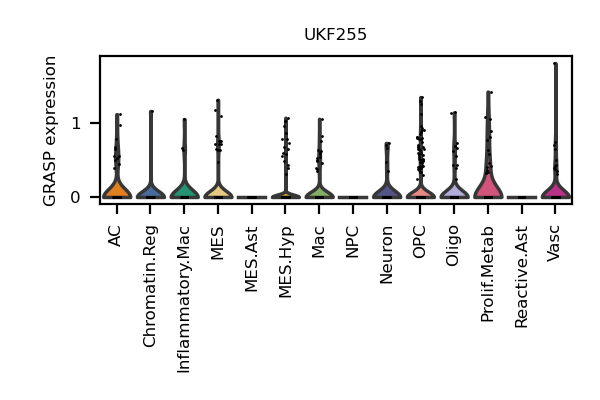 UKF255
GRASP expression
1
0
AC
Chromatin.Reg
Inflammatory.Mac
MES
MES.Ast
MES.Hyp
Mac
NPC
Neuron
OPC
Oligo
Prolif.Metab
Reactive.Ast
Vasc